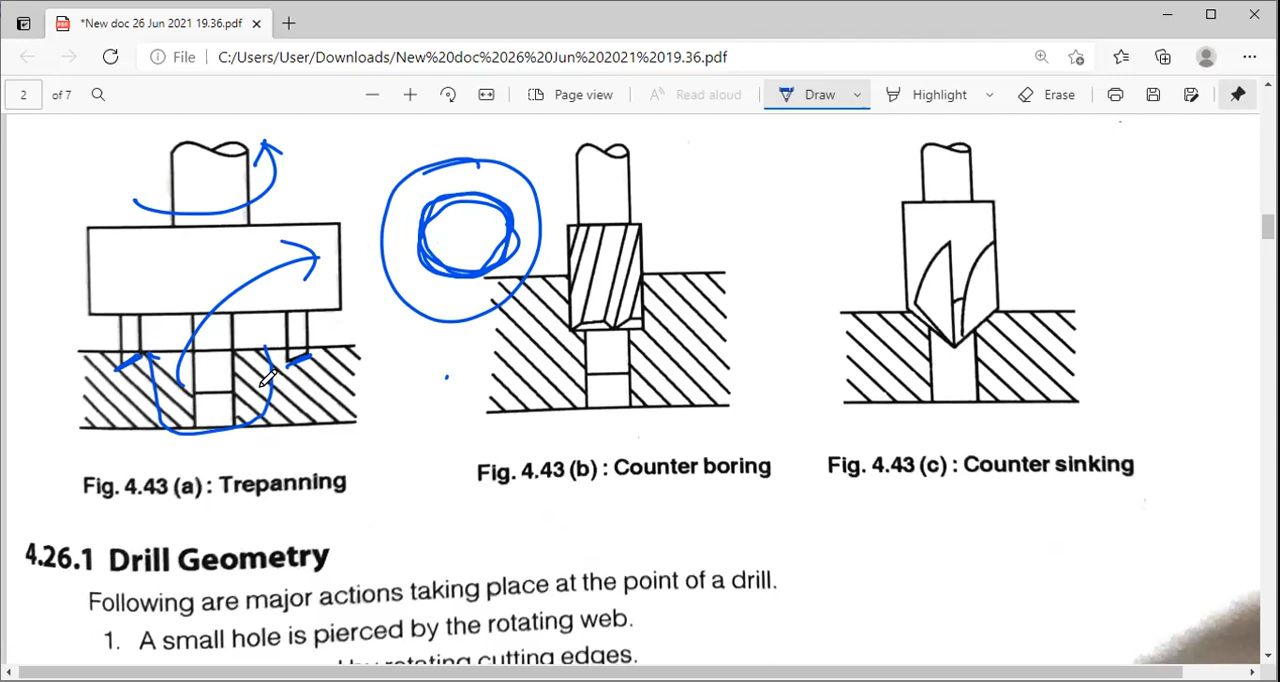 *New doc 26 Jun 2021 19.36.pdf
File C:/Users/User/Downloads/New%20doc%2026%20Jun%202021%2019.36.pdf
2 of 7 Page view Read aloud Draw Highlight Erase
Fig. 4.43 (a) : Trepanning
Fig. 4.43 (b) : Counter boring
Fig. 4.43 (c) : Counter sinking
4.26.1 Drill Geometry
Following are major actions taking place at the point of a drill.
1. A small hole is pierced by the rotating web.
by rotating cutting edges.